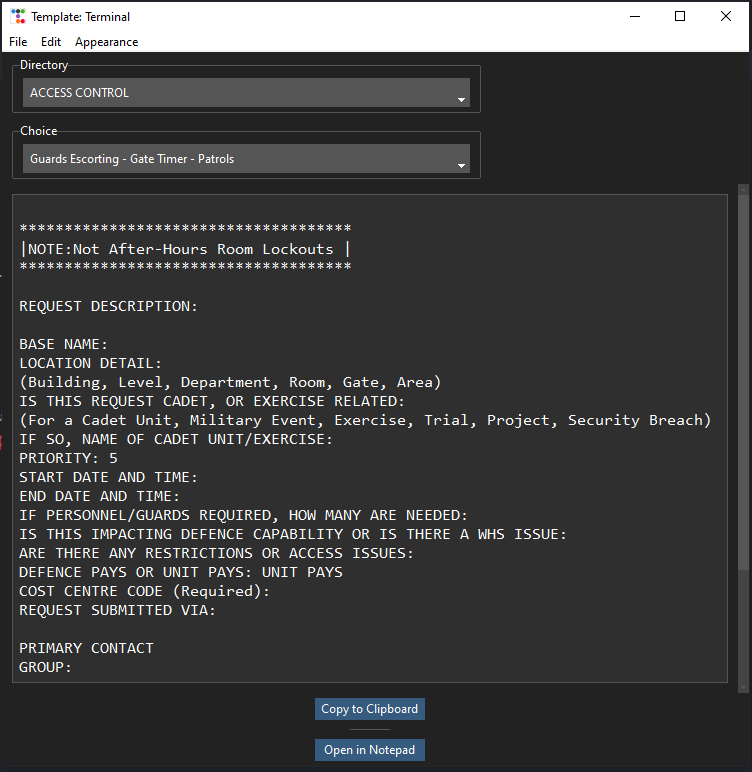 Template: Terminal
File Edit Appearance
Directory
ACCESS CONTROL
Choice
Guards Escorting - Gate Timer - Patrols
*************************************
|NOTE:Not After-Hours Room Lockouts |
*************************************
REQUEST DESCRIPTION:
BASE NAME:
LOCATION DETAIL:
(Building, Level, Department, Room, Gate, Area)
IS THIS REQUEST CADET, OR EXERCISE RELATED:
(For a Cadet Unit, Military Event, Exercise, Trial, Project, Security Breach)
IF SO, NAME OF CADET UNIT/EXERCISE:
PRIORITY: 5
START DATE AND TIME:
END DATE AND TIME:
IF PERSONNEL/GUARDS REQUIRED, HOW MANY ARE NEEDED:
IS THIS IMPACTING DEFENCE CAPABILITY OR IS THERE A WHS ISSUE:
ARE THERE ANY RESTRICTIONS OR ACCESS ISSUES:
DEFENCE PAYS OR UNIT PAYS: UNIT PAYS
COST CENTRE CODE (Required):
REQUEST SUBMITTED VIA:
PRIMARY CONTACT
GROUP:
Copy to Clipboard
Open in Notepad